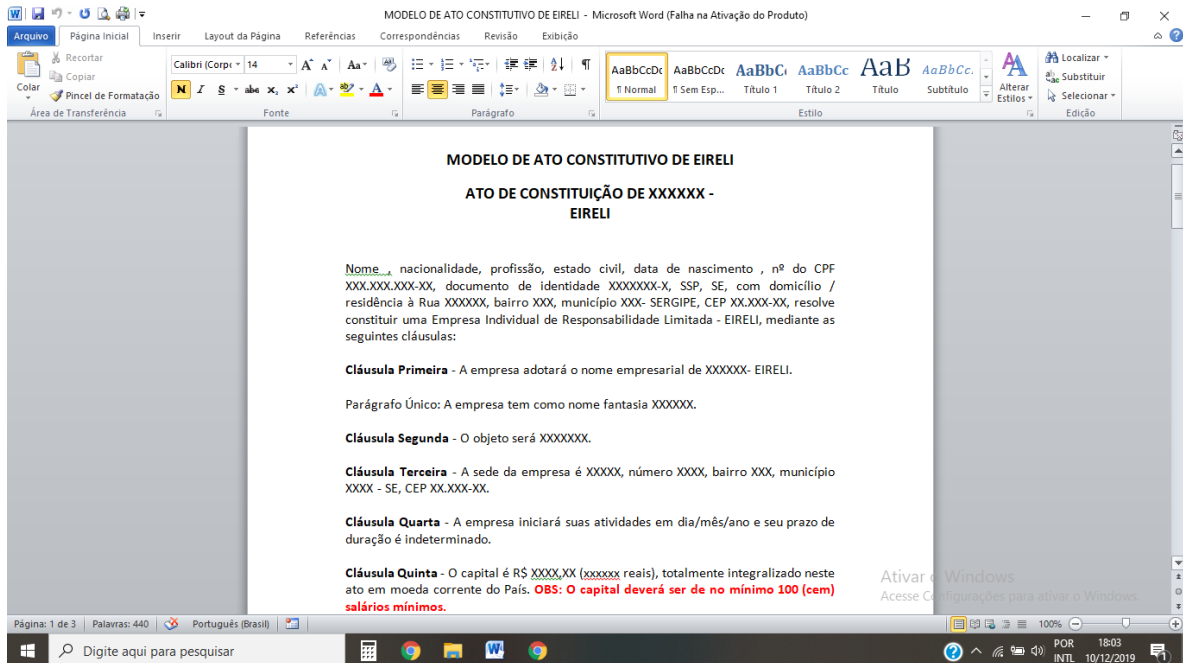 MODELO DE ATO CONSTITUTIVO DE EIRELI - Microsoft Word (Falha na Ativação do Produto)
Arquivo Página Inicial Inserir Layout da Página Referências Correspondências Revisão Exibição
Colar
Recortar
Copiar
Pincel de Formatação
Área de Transferência
Calibri (Corpo 14
N I S abc x₂ x²
Aa
A ab A
Fonte
Parágrafo
AaBbCcDc AaBbCcDc AaBbC AaBbCc AaB AaBbCc.
¶ Normal ¶ Sem Esp... Título 1 Título 2 Título Subtítulo
Alterar
Estilos
Estilo
Localizar
Substituir
Selecionar
Edição
MODELO DE ATO CONSTITUTIVO DE EIRELI
ATO DE CONSTITUIÇÃO DE XXXXXX -
EIRELI
Nome , nacionalidade, profissão, estado civil, data de nascimento , nº do CPF
XXX.XXX.XXX-XX, documento de identidade XXXXXXX-X, SSP, SE, com domicílio /
residência à Rua XXXXXX, bairro XXX, município XXX- SERGIPE, CEP XX.XXX-XX, resolve
constituir uma Empresa Individual de Responsabilidade Limitada - EIRELI, mediante as
seguintes cláusulas:
Cláusula Primeira - A empresa adotará o nome empresarial de XXXXXX- EIRELI.
Parágrafo Único: A empresa tem como nome fantasia XXXXXX.
Cláusula Segunda - O objeto será XXXXXXX.
Cláusula Terceira - A sede da empresa é XXXXX, número XXXX, bairro XXX, município
XXXX - SE, CEP XX.XXX-XX.
Cláusula Quarta - A empresa iniciará suas atividades em dia/mês/ano e seu prazo de
duração é indeterminado.
Cláusula Quinta - O capital é R$ XXXX,XX (xxxxxx reais), totalmente integralizado neste
ato em moeda corrente do País. OBS: O capital deverá ser de no mínimo 100 (cem)
salários mínimos.
Ativar o Windows
Acesse Configurações para ativar o Windows.
Página: 1 de 3 Palavras: 440 Português (Brasil) 100%
Digite aqui para pesquisar
POR
INTL
18:03
10/12/2019